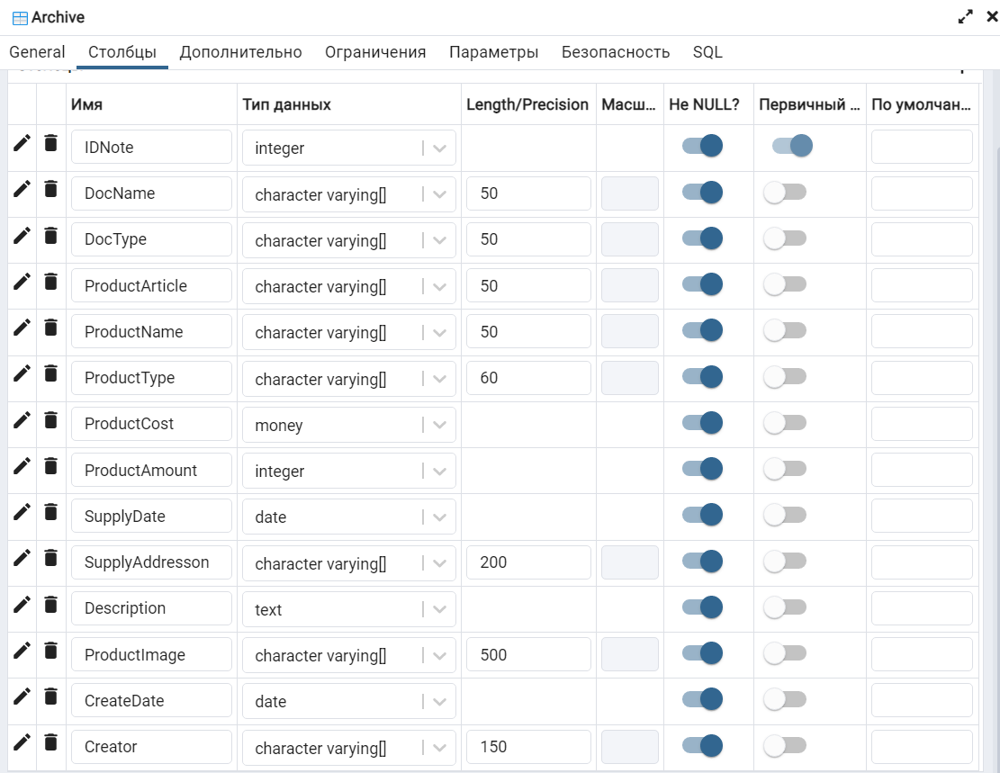 Archive
General Столбцы Дополнительно Ограничения Параметры Безопасность SQL
Имя Тип данных Length/Precision Масш... Не NULL? Первичный ... По умолчан...
IDNote integer
DocName character varying[] 50
DocType character varying[] 50
ProductArticle character varying[] 50
ProductName character varying[] 50
ProductType character varying[] 60
ProductCost money
ProductAmount integer
SupplyDate date
SupplyAddresson character varying[] 200
Description text
ProductImage character varying[] 500
CreateDate date
Creator character varying[] 150